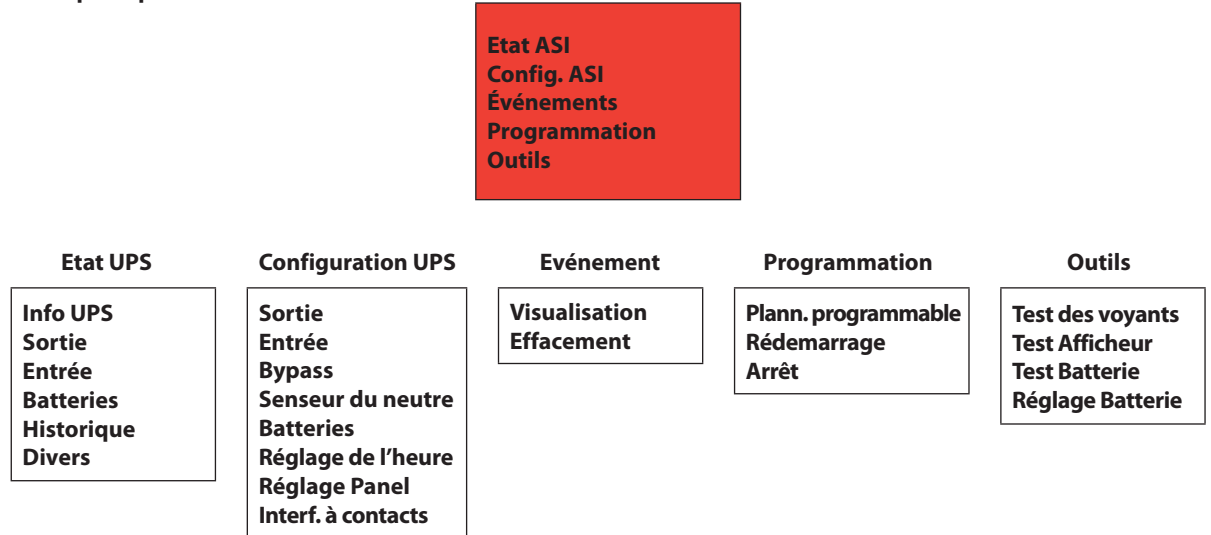 Etat ASI
Config. ASI
Événements
Programmation
Outils
Etat UPS
Info UPS
Sortie
Entrée
Batteries
Historique
Divers
Configuration UPS
Sortie
Entrée
Bypass
Senseur du neutre
Batteries
Réglage de l’heure
Réglage Panel
Interf. à contacts
Evénement
Visualisation
Effacement
Programmation
Plann. programmable
Rédemarrage
Arrêt
Outils
Test des voyants
Test Afficheur
Test Batterie
Réglage Batterie